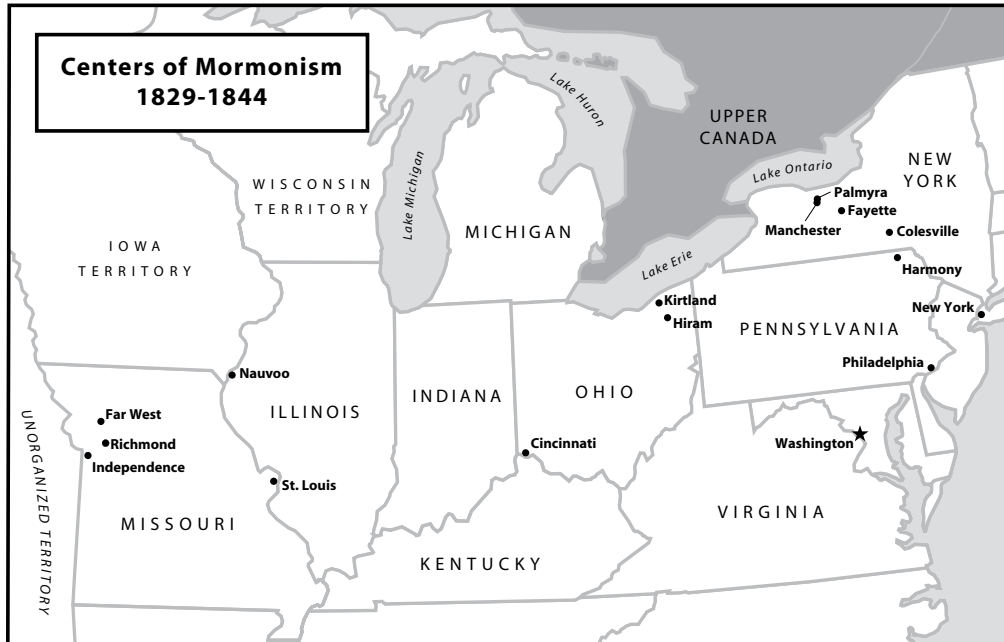 Centers of Mormonism
1829-1844
Lake Huron
UPPER
CANADA
Lake Michigan
Lake Ontario
NEW
YORK
WISCONSIN
TERRITORY
Palmyra
Fayette
Manchester
Colesville
MICHIGAN
IOWA
TERRITORY
Lake Erie
Harmony
Kirtland
Hiram
New York
PENNSYLVANIA
Philadelphia
Nauvoo
INDIANA
OHIO
ILLINOIS
Far West
Richmond
Independence
Cincinnati
Washington
St. Louis
UNORGANIZED TERRITORY
MISSOURI
VIRGINIA
KENTUCKY